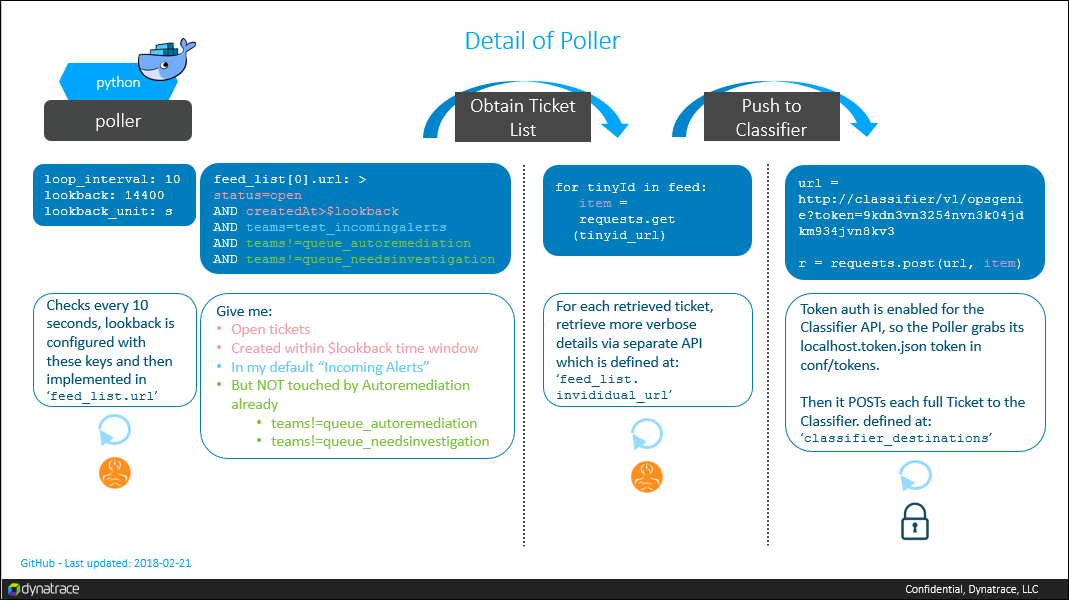 Detail of Poller
python
poller
Obtain Ticket
List
Push to
Classifier
loop_interval: 10
lookback: 14400
lookback_unit: s
feed_list[0].url: >
status=open
AND createdAt>$lookback
AND teams=test_incomingalerts
AND teams!=queue_autoremediation
AND teams!=queue_needsinvestigation
for tinyId in feed:
item =
requests.get
(tinyid_url)
url =
http://classifier/v1/opsgeni
e?token=9kdn3vn3254nvn3k04jd
km934jvn8kv3
r = requests.post(url, item)
Checks every 10
seconds, lookback is
configured with
these keys and then
implemented in
‘feed_list.url’
Give me:
• Open tickets
• Created within $lookback time window
• In my default “Incoming Alerts”
• But NOT touched by Autoremediation
already
• teams!=queue_autoremediation
• teams!=queue_needsinvestigation
For each retrieved ticket,
retrieve more verbose
details via separate API
which is defined at:
‘feed_list.
invididual_url’
Token auth is enabled for the
Classifier API, so the Poller grabs its
localhost.token.json token in
conf/tokens.
Then it POSTs each full Ticket to the
Classifier. defined at:
‘classifier_destinations’
GitHub - Last updated: 2018-02-21
dynatrace
Confidential, Dynatrace, LLC